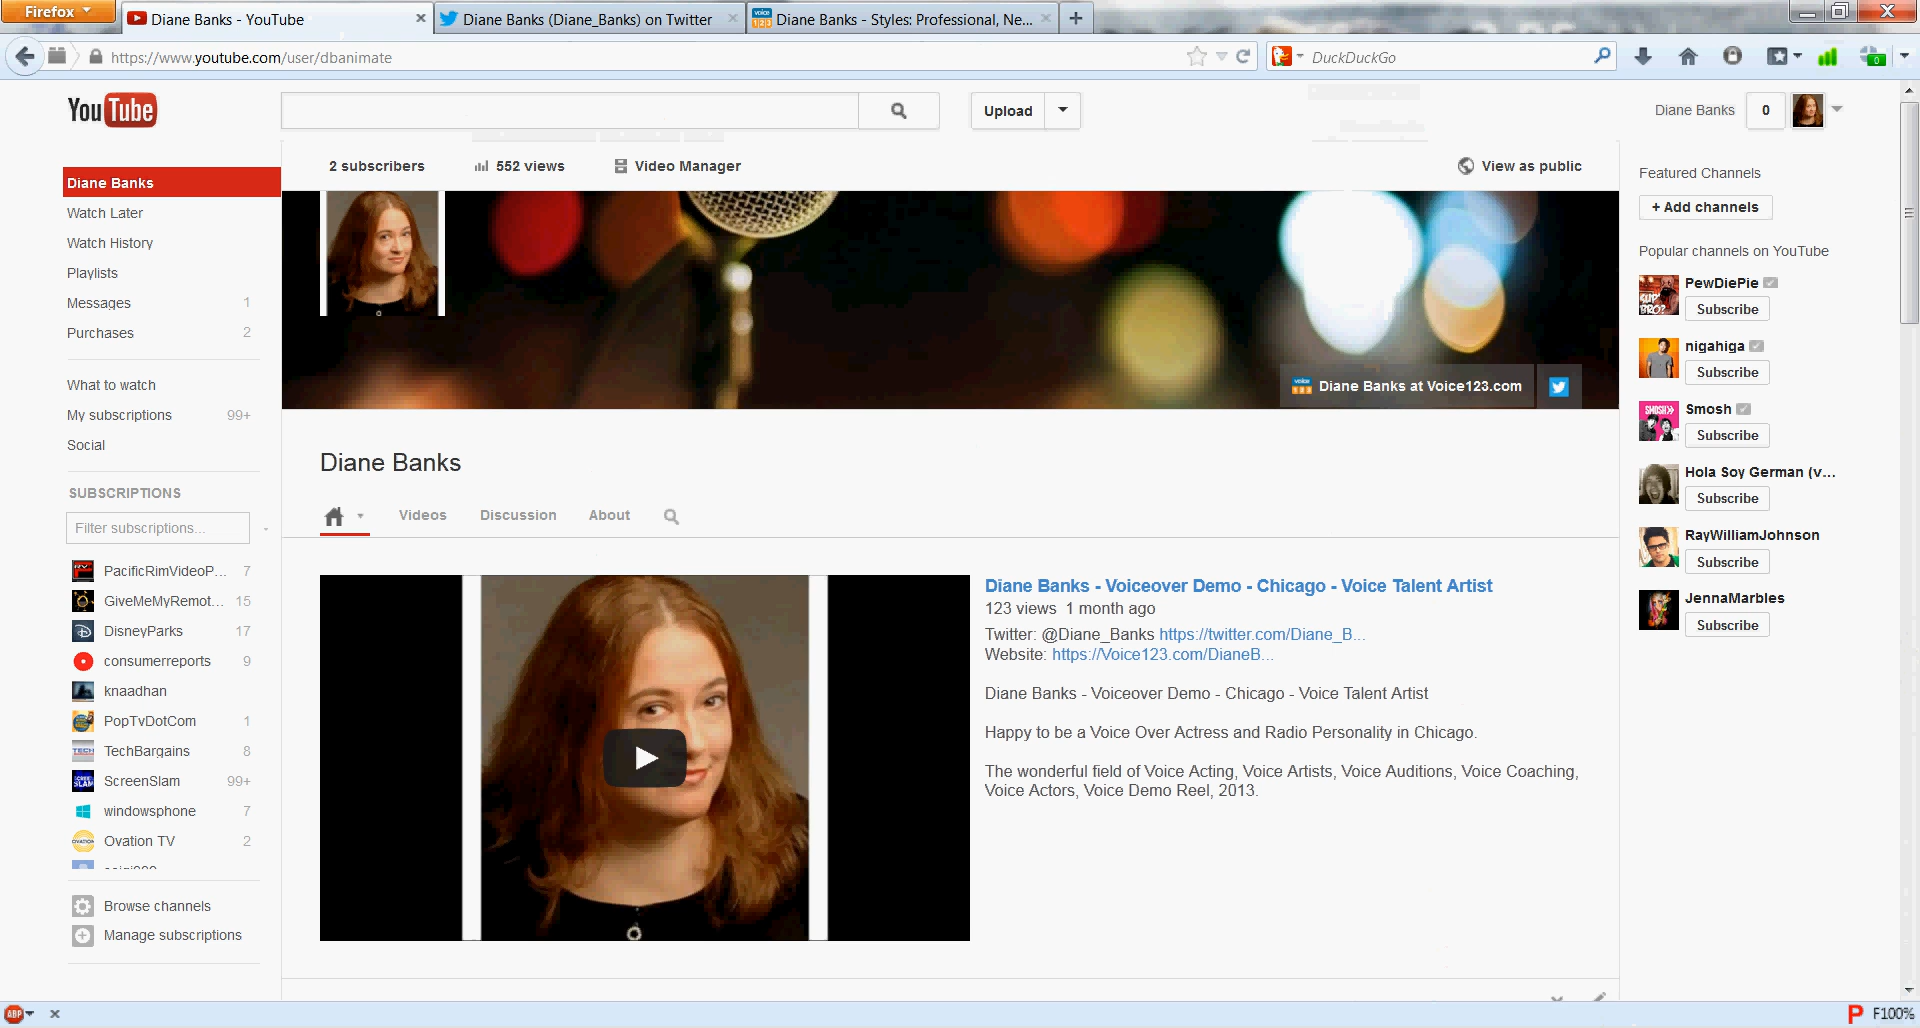 Firefox
Diane Banks - YouTube
Diane Banks (Diane_Banks) on Twitter
voice 123
Diane Banks - Styles: Professional, Ne...
https://www.youtube.com/user/dbanimate
DuckDuckGo
0
YouTube
Upload
Diane Banks
0
2 subscribers
552 views
Video Manager
View as public
Diane Banks
Watch Later
Watch History
Playlists
Messages 1
Purchases 2
What to watch
My subscriptions 99+
Social
SUBSCRIPTIONS
Filter subscriptions...
PacificRimVideoP... 7
GiveMeMyRemot... 15
DisneyParks 17
consumerreports 9
knaadhan
PopTvDotCom 1
TechBargains 8
ScreenSlam 99+
windowsphone 7
Ovation TV 2
Browse channels
Manage subscriptions
voice 123
Diane Banks at Voice123.com
Diane Banks
Videos
Discussion
About
Diane Banks - Voiceover Demo - Chicago - Voice Talent Artist
123 views 1 month ago
Twitter: @Diane_Banks https://twitter.com/Diane_B...
Website: https://Voice123.com/DianeB...
Diane Banks - Voiceover Demo - Chicago - Voice Talent Artist
Happy to be a Voice Over Actress and Radio Personality in Chicago.
The wonderful field of Voice Acting, Voice Artists, Voice Auditions, Voice Coaching,
Voice Actors, Voice Demo Reel, 2013.
Featured Channels
+ Add channels
Popular channels on YouTube
PewDiePie
Subscribe
nigahiga
Subscribe
SMOSH
Smosh
Subscribe
Hola Soy German (v...
Subscribe
RayWilliamJohnson
Subscribe
JennaMarbles
Subscribe
ABP
F100%